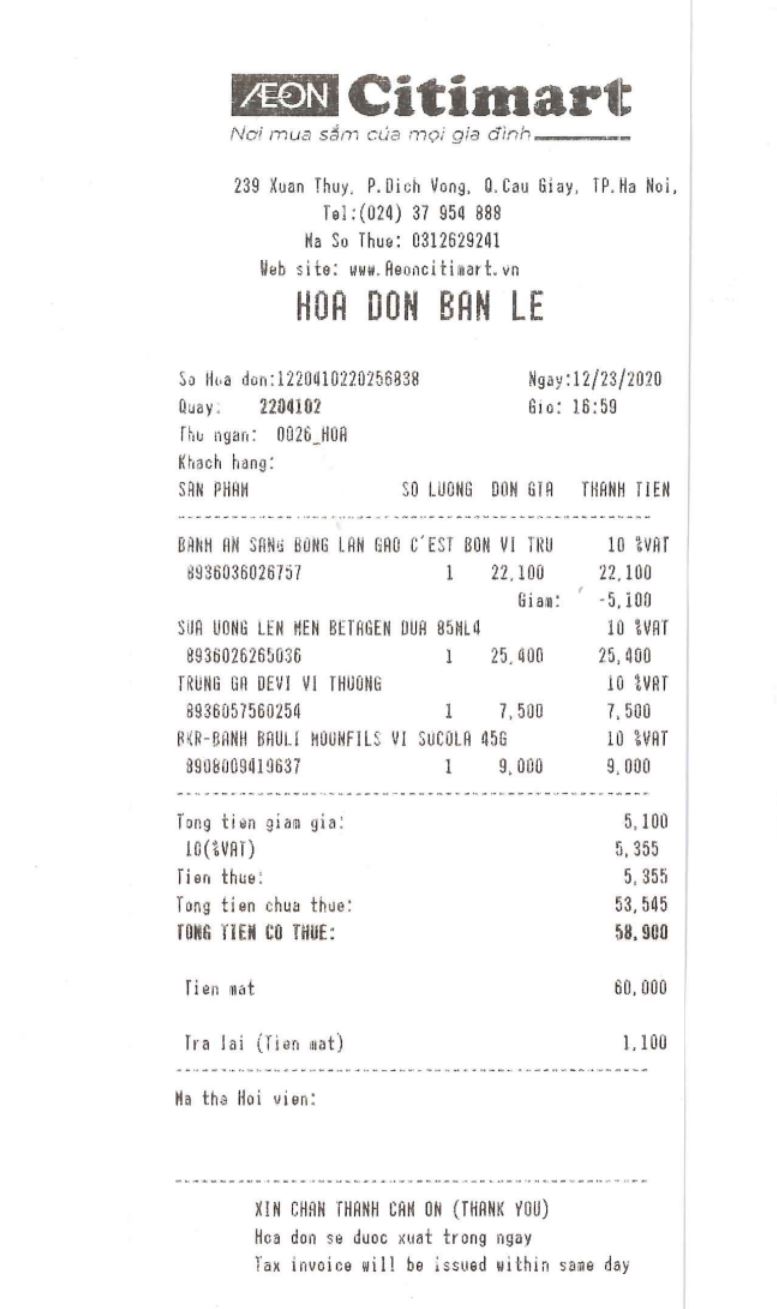 ÆON Citimart
Nơi mua sắm của mọi gia đình
239 Xuan Thuy, P.Dich Vong, Q.Cau Giay, TP.Ha Noi,
Tel:(024) 37 954 888
Ma So Thue: 0312629241
Web site: www.Aeoncitimart.vn
HOA DON BAN LE
So Hoa don:1220410220256838 Ngay:12/23/2020
Quay: 2204102 Gio: 16:59
Thu ngan: 0026_HOA
Khach hang:
SAN PHAM SO LUONG DON GIA THANH TIEN
BANH AN SANG BONG LAN GAO C'EST BON VI TRU 10 %VAT
8936036026757 1 22,100 22,100
Giam: -5,100
SUA UONG LEN MEN BETAGEN DUA 85ML4 10 %VAT
8936026265036 1 25,400 25,400
TRUNG GA DEVI VI THUONG 10 %VAT
8936057560254 1 7,500 7,500
BKR-BANH BAULI MOONFILS VI SOCOLA 45G 10 %VAT
8908009419637 1 9,000 9,000
Tong tien giam gia: 5,100
10(%VAT) 5,355
Tien thue: 5,355
Tong tien chua thue: 53,545
TONG TIEN CO THUE: 58,900
Tien mat 60,000
Tra lai (Tien mat) 1,100
Ma the Hoi vien:
XIN CHAN THANH CAM ON (THANK YOU)
Hoa don se duoc xuat trong ngay
Tax invoice will be issued within same day